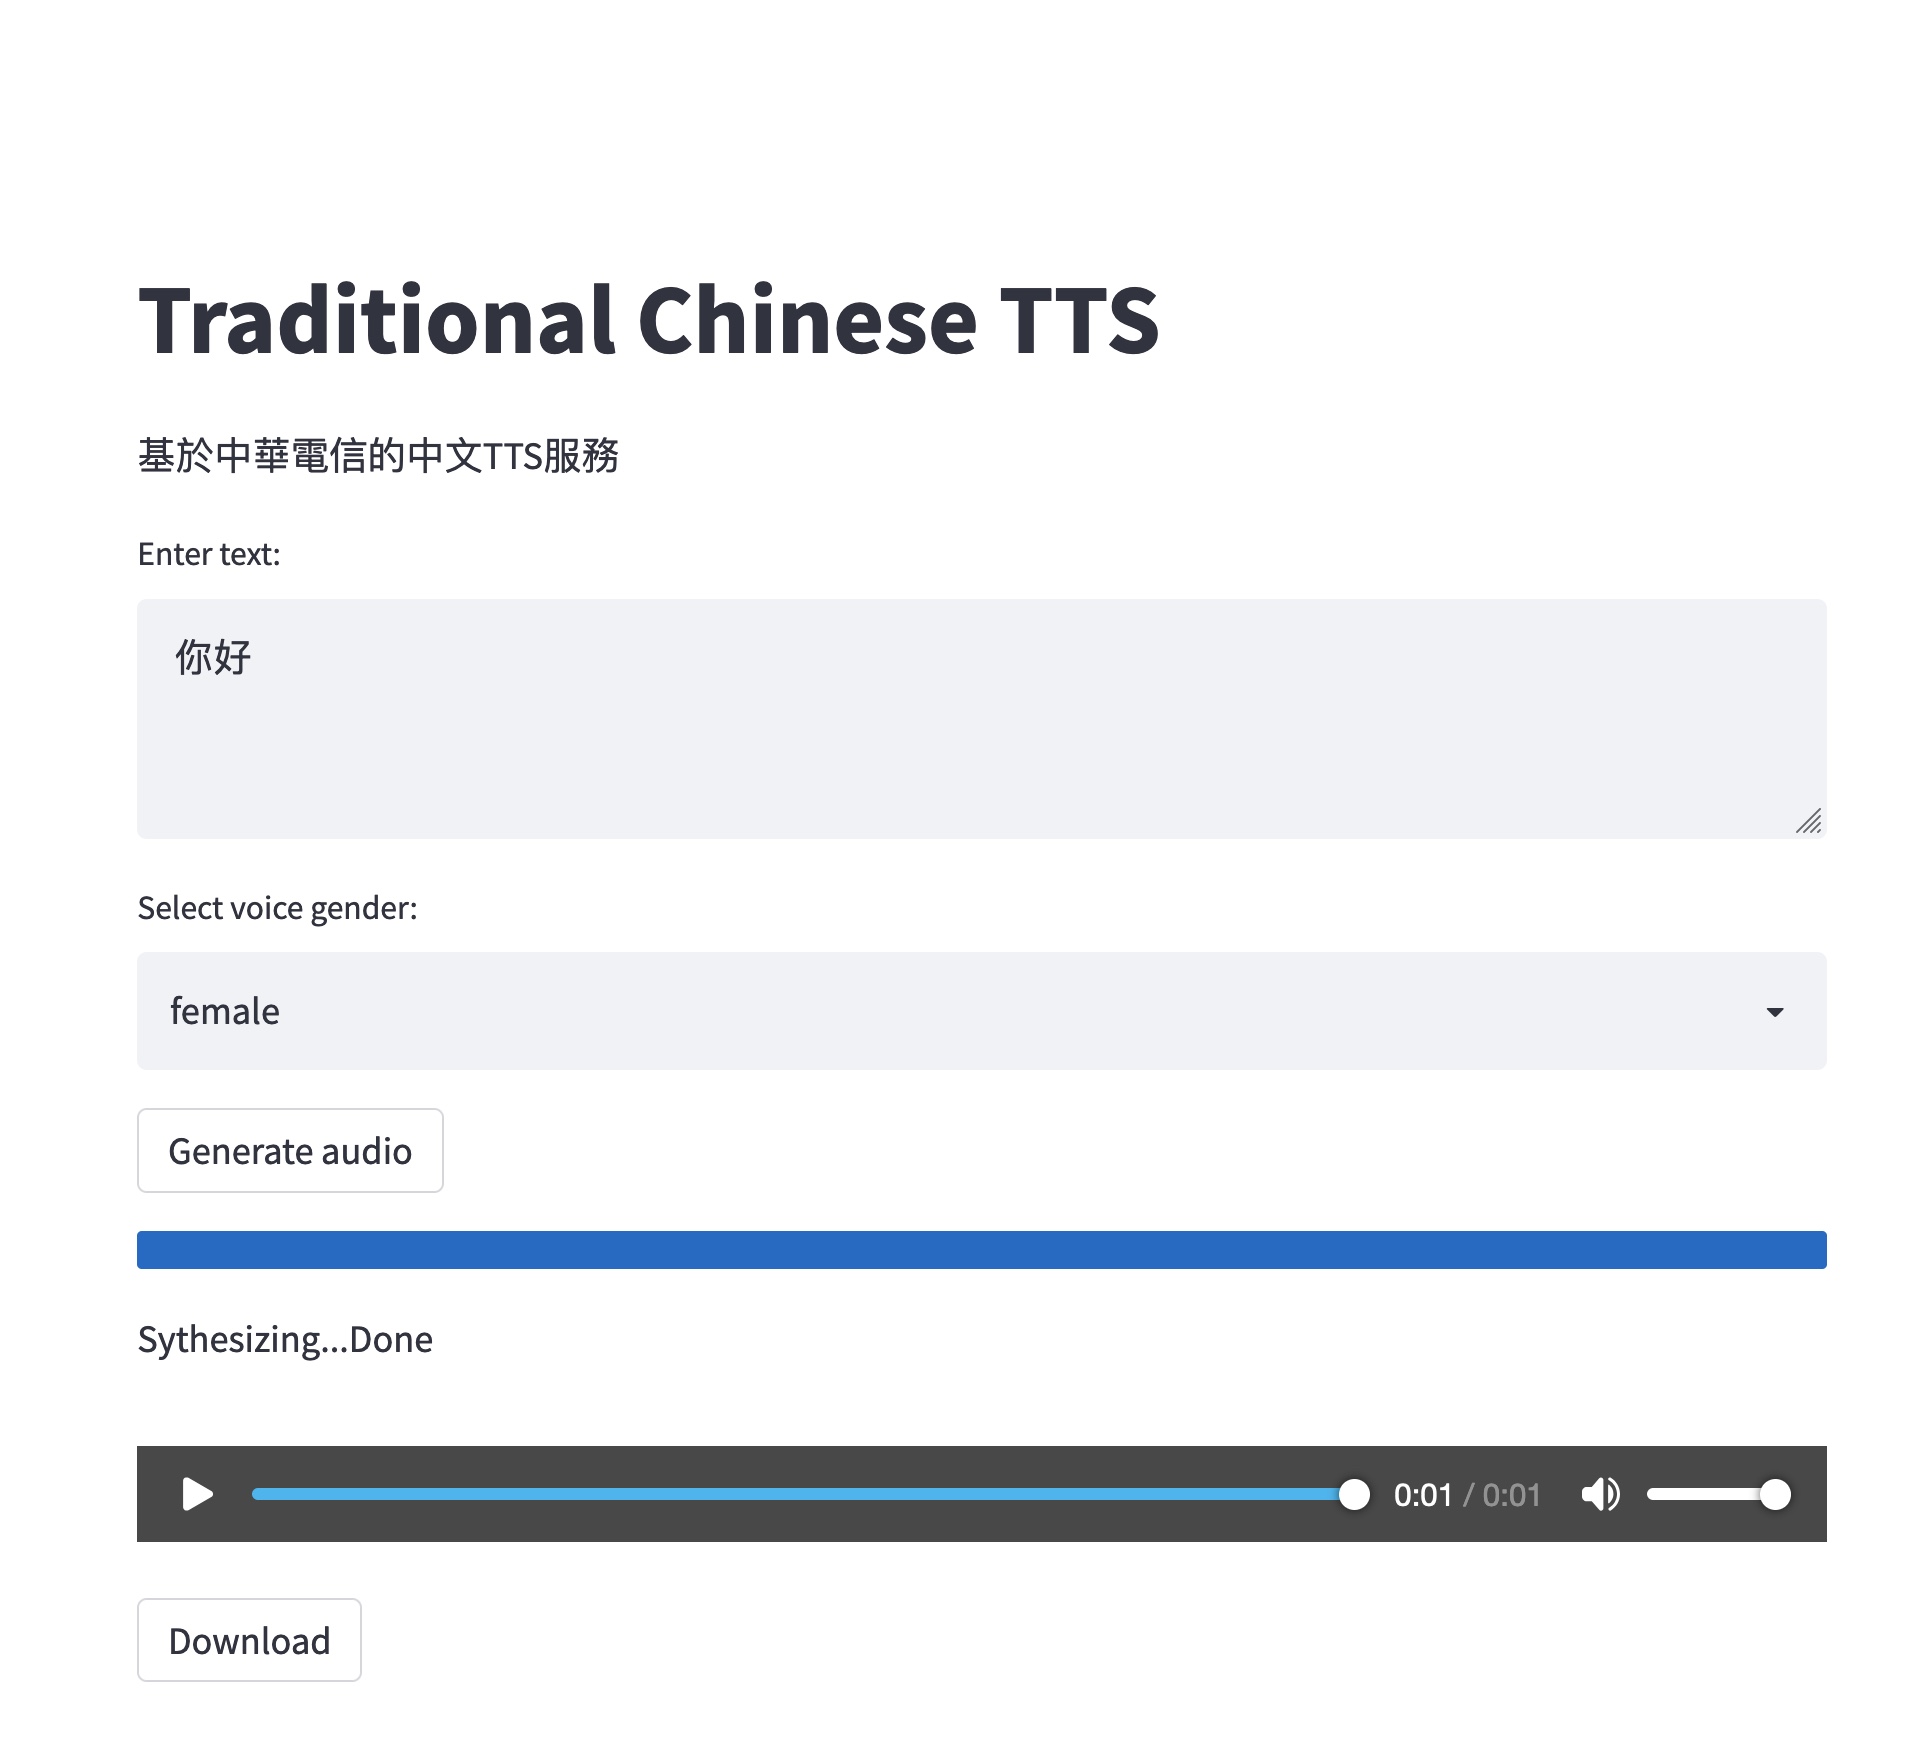 Traditional Chinese TTS
基於中華電信的中文TTS服務
Enter text:
你好
Select voice gender:
female
Generate audio
Sythesizing...Done
0:01 / 0:01
Download